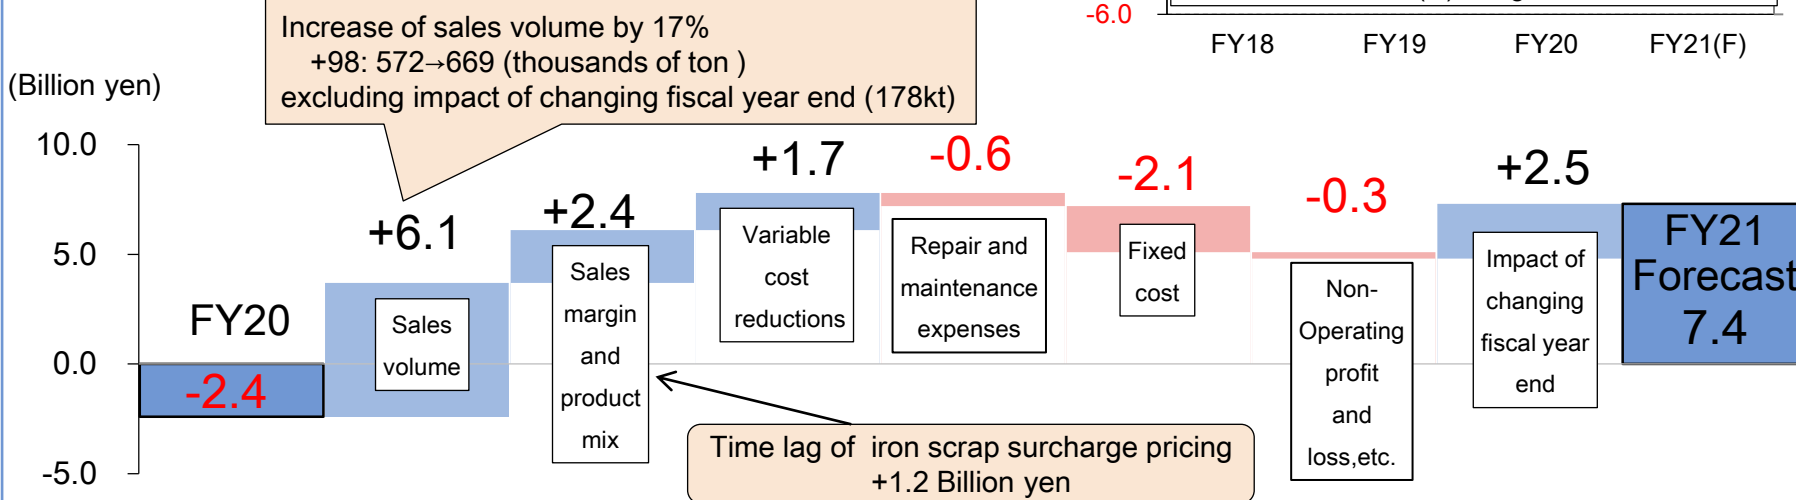 Increase of sales volume by 17%
+98: 572→669 (thousands of ton )
excluding impact of changing fiscal year end (178kt)
-6.0
FY18
FY19
FY20
FY21(F)
(Billion yen)
10.0
5.0
0.0
-5.0
FY20
-2.4
+6.1
Sales
volume
+2.4
Sales
margin
and
product
mix
+1.7
Variable
cost
reductions
-0.6
Repair and
maintenance
expenses
-2.1
Fixed
cost
-0.3
Non-
Operating
profit
and
loss,etc.
+2.5
Impact of
changing
fiscal year
end
FY21
Forecast
7.4
Time lag of iron scrap surcharge pricing
+1.2 Billion yen